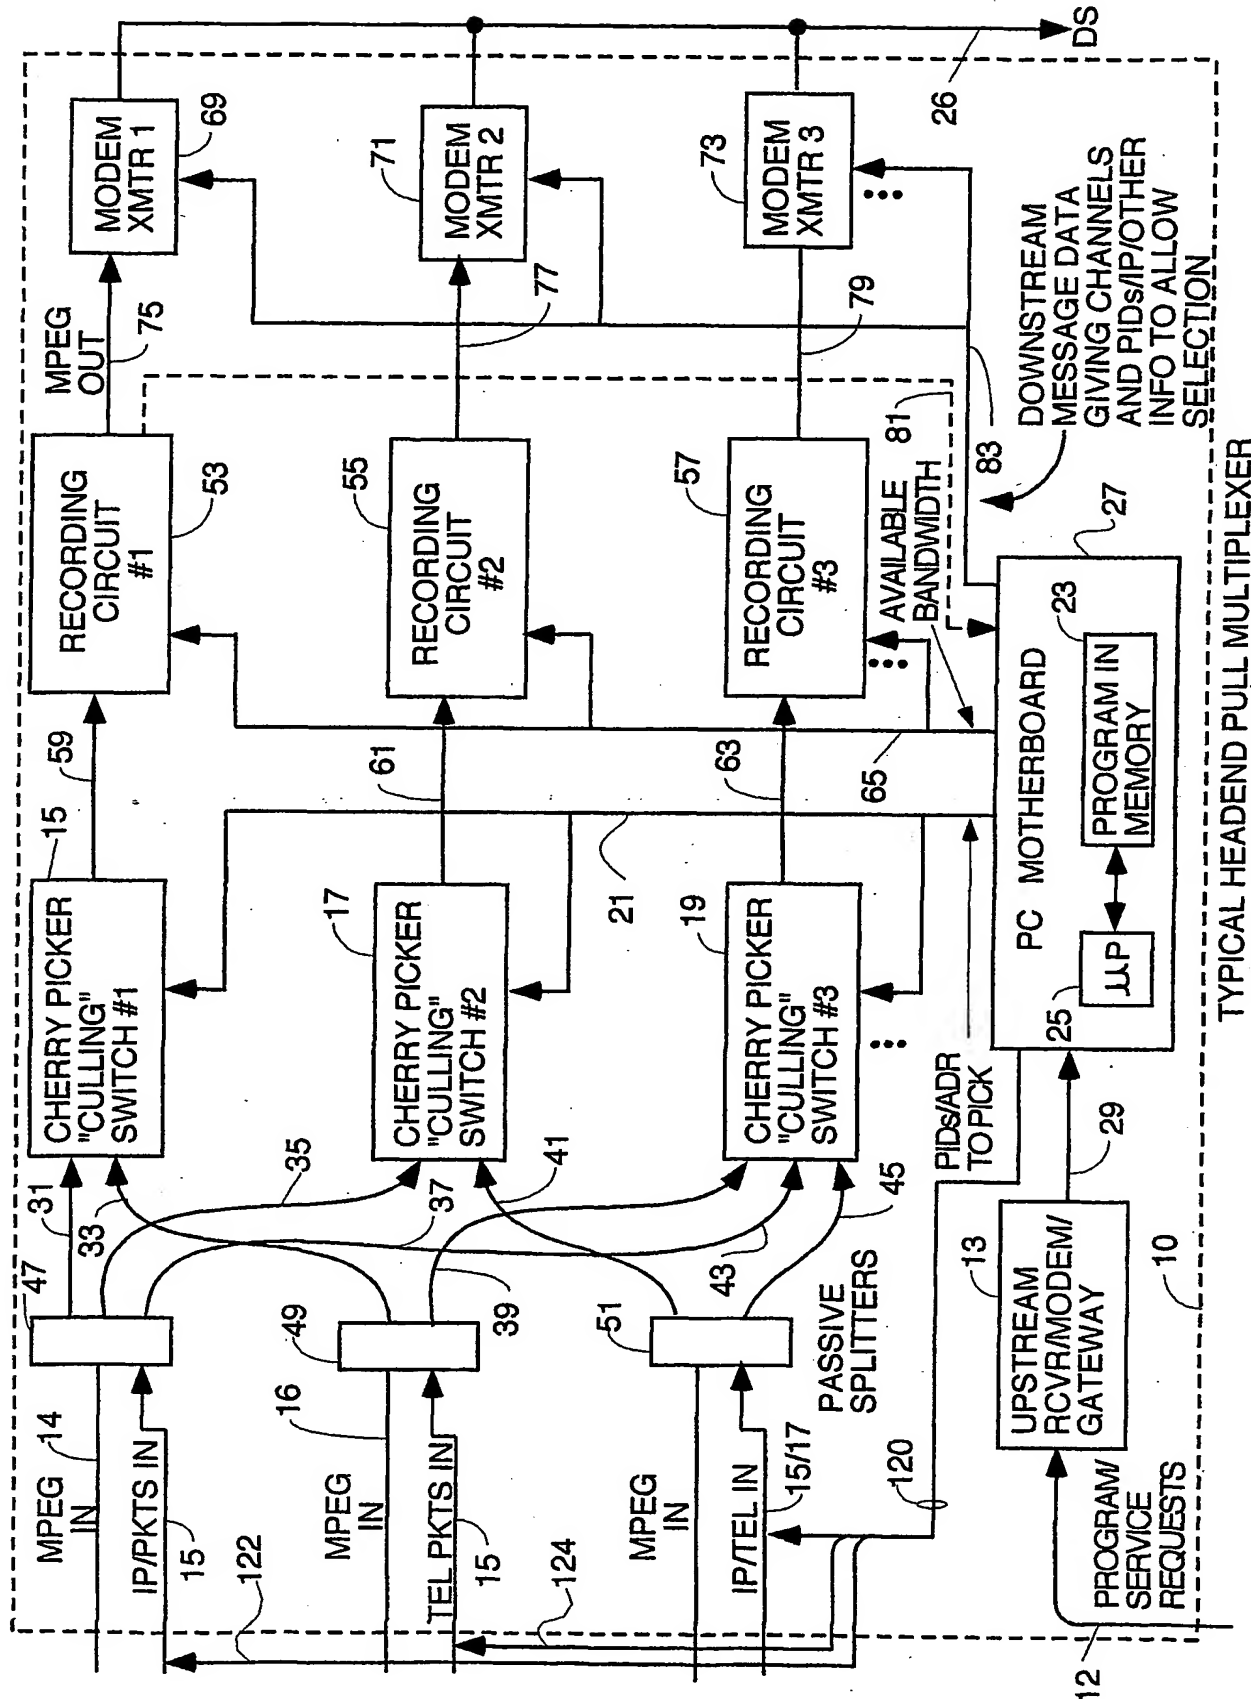 MPEG
IN
14
IP/PKTS IN
15
122
MPEG
IN
16
TEL PKTS IN
15
124
MPEG
IN
IP/TEL IN
15/17
120
47
49
51
PASSIVE
SPLITTERS
31
33
35
37
39
41
43
45
CHERRY PICKER
"CULLING"
SWITCH #1
15
CHERRY PICKER
"CULLING"
SWITCH #2
17
CHERRY PICKER
"CULLING"
SWITCH #3
19
21
59
61
63
65
RECORDING
CIRCUIT
#1
53
RECORDING
CIRCUIT
#2
55
RECORDING
CIRCUIT
#3
57
MPEG
OUT
75
77
79
MODEM
XMTR 1
69
MODEM
XMTR 2
71
MODEM
XMTR 3
73
26
DS
AVAILABLE
BANDWIDTH
81
83
DOWNSTREAM
MESSAGE DATA
GIVING CHANNELS
AND PIDs/IP/OTHER
INFO TO ALLOW
SELECTION
PIDs/ADR
TO PICK
PC MOTHERBOARD
27
25
μP
23
PROGRAM IN
MEMORY
29
UPSTREAM
RCVR/MODEM/
GATEWAY
13
PROGRAM/
SERVICE
REQUESTS
12
10
TYPICAL HEADEND PULL MULTIPLEXER